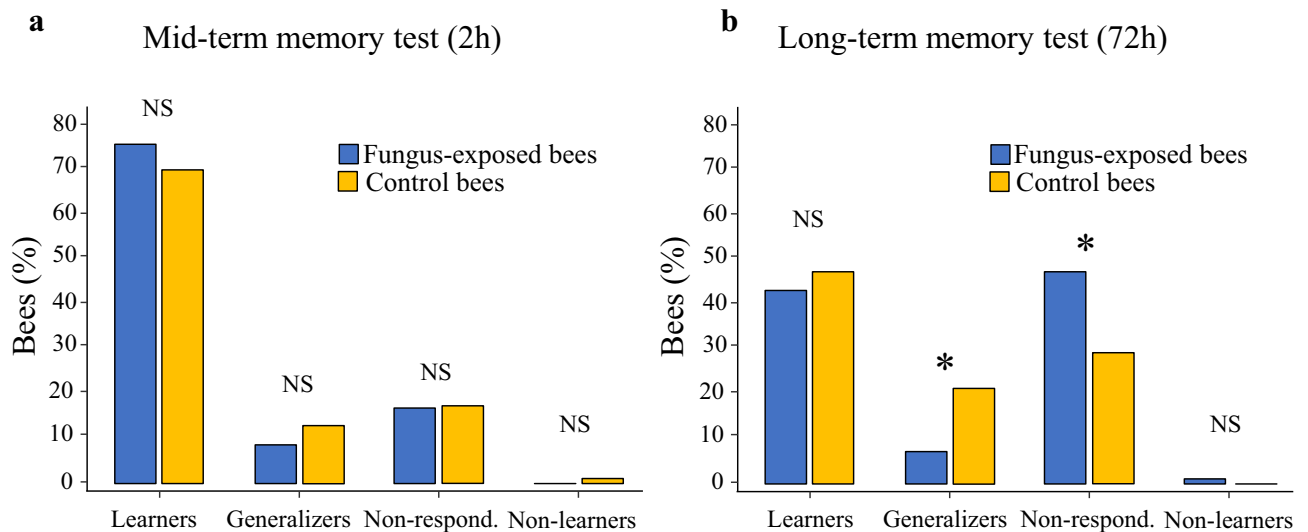 a
Mid-term memory test (2h)
Bees (%)
80
70
60
50
40
30
20
10
0
NS
NS
NS
NS
Fungus-exposed bees
Control bees
Learners
Generalizers
Non-respond.
Non-learners
b
Long-term memory test (72h)
Bees (%)
80
70
60
50
40
30
20
10
0
NS
*
*
NS
Fungus-exposed bees
Control bees
Learners
Generalizers
Non-respond.
Non-learners